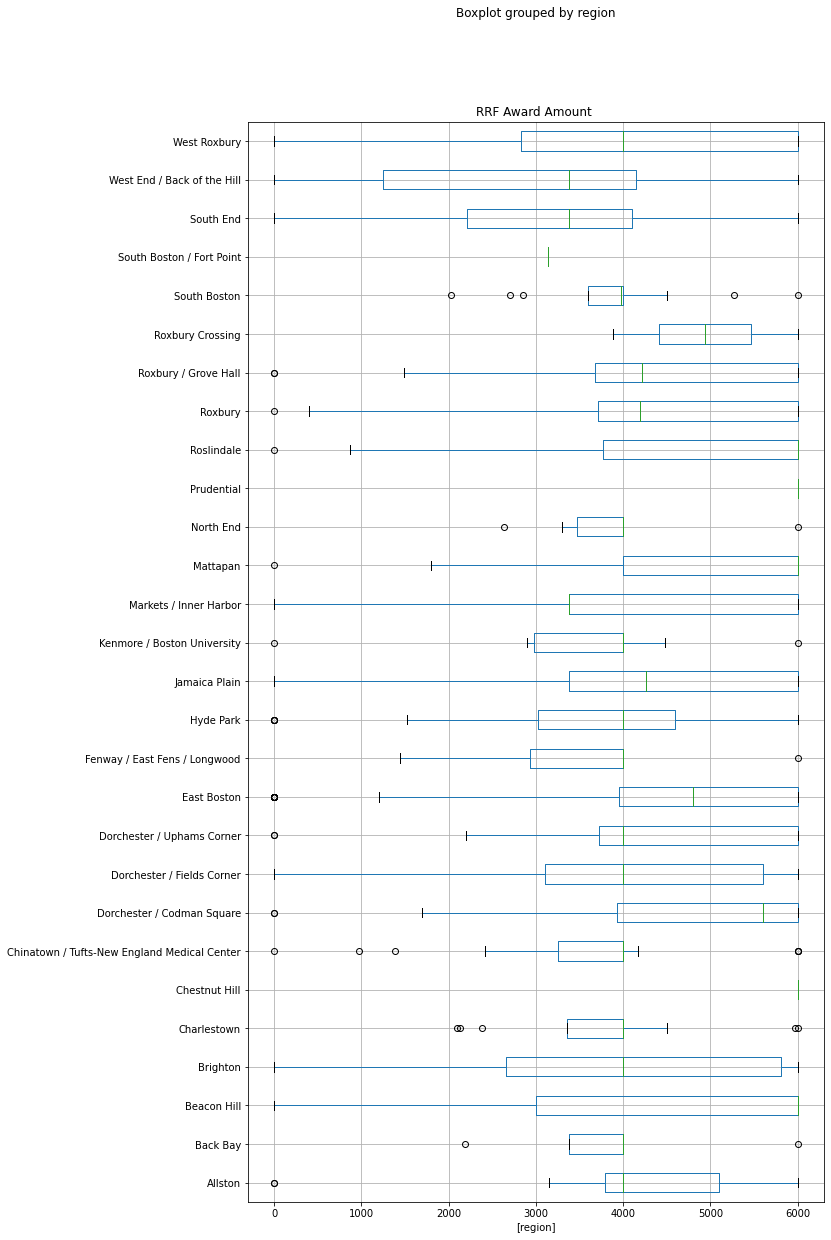 Boxplot grouped by region
RRF Award Amount
West Roxbury
West End / Back of the Hill
South End
South Boston / Fort Point
South Boston
Roxbury Crossing
Roxbury / Grove Hall
Roxbury
Roslindale
Prudential
North End
Mattapan
Markets / Inner Harbor
Kenmore / Boston University
Jamaica Plain
Hyde Park
Fenway / East Fens / Longwood
East Boston
Dorchester / Uphams Corner
Dorchester / Fields Corner
Dorchester / Codman Square
Chinatown / Tufts-New England Medical Center
Chestnut Hill
Charlestown
Brighton
Beacon Hill
Back Bay
Allston
0 1000 2000 3000 4000 5000 6000
[region]